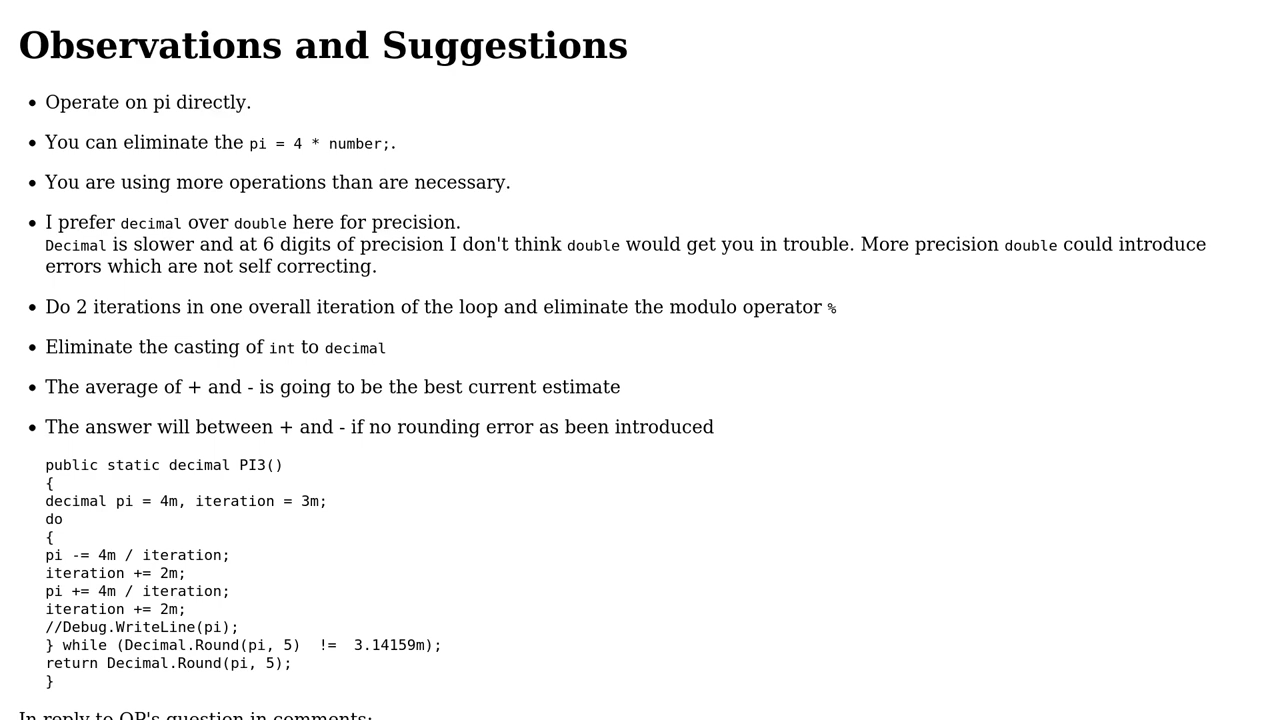 Observations and Suggestions
• Operate on pi directly.
• You can eliminate the pi = 4 * number;.
• You are using more operations than are necessary.
• I prefer decimal over double here for precision.
Decimal is slower and at 6 digits of precision I don't think double would get you in trouble. More precision double could introduce
errors which are not self correcting.
• Do 2 iterations in one overall iteration of the loop and eliminate the modulo operator %
• Eliminate the casting of int to decimal
• The average of + and - is going to be the best current estimate
• The answer will between + and - if no rounding error as been introduced
public static decimal PI3()
{
decimal pi = 4m, iteration = 3m;
do
{
pi -= 4m / iteration;
iteration += 2m;
pi += 4m / iteration;
iteration += 2m;
//Debug.WriteLine(pi);
} while (Decimal.Round(pi, 5)  !=  3.14159m);
return Decimal.Round(pi, 5);
}
In reply to OP's question in comments: